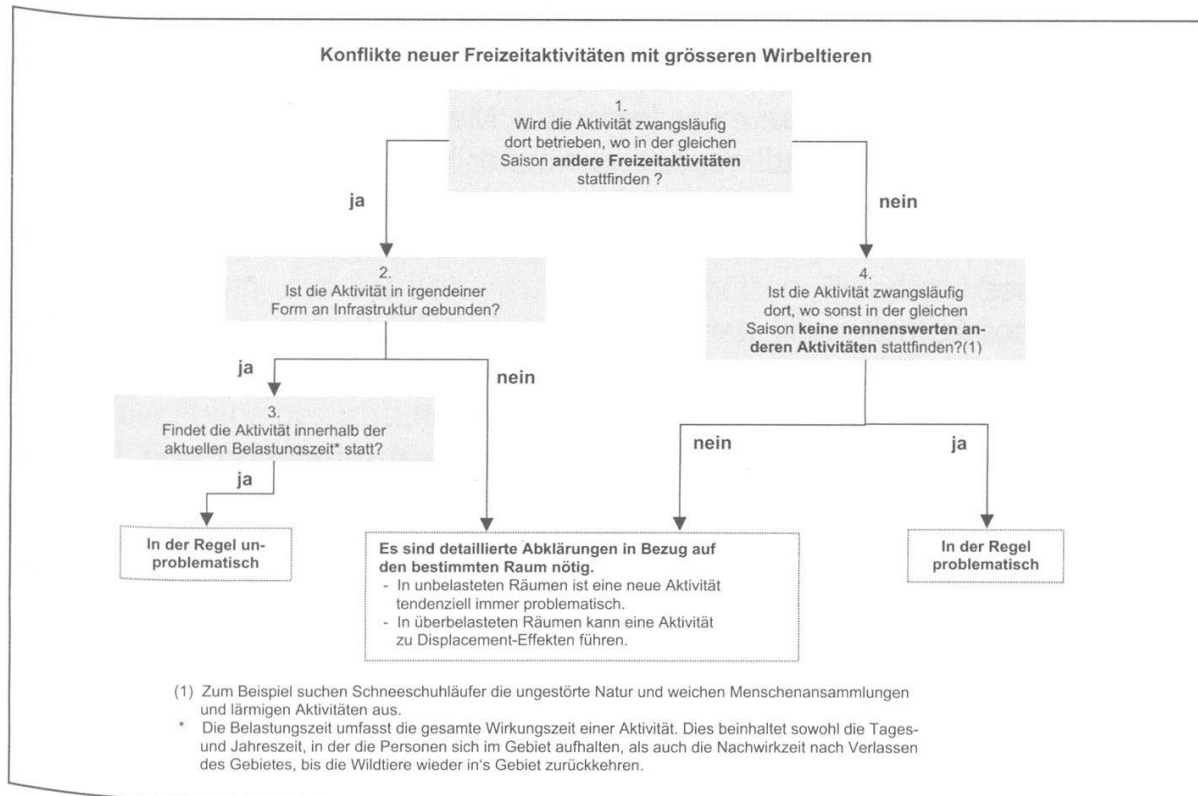 Konflikte neuer Freizeitaktivitäten mit grösseren Wirbeltieren
1.
Wird die Aktivität zwangsläufig
dort betrieben, wo in der gleichen
Saison andere Freizeitaktivitäten
stattfinden ?
ja
nein
2.
Ist die Aktivität in irgendeiner
Form an Infrastruktur gebunden?
4.
Ist die Aktivität zwangsläufig
dort, wo sonst in der gleichen
Saison keine nennenswerten an-
deren Aktivitäten stattfinden?(1)
ja
nein
3.
Findet die Aktivität innerhalb der
aktuellen Belastungszeit* statt?
nein
ja
ja
In der Regel un-
problematisch
Es sind detaillierte Abklärungen in Bezug auf
den bestimmten Raum nötig.
- In unbelasteten Räumen ist eine neue Aktivität
tendenziell immer problematisch.
- In überbelasteten Räumen kann eine Aktivität
zu Displacement-Effekten führen.
In der Regel
problematisch
(1) Zum Beispiel suchen Schneeschuhläufer die ungestörte Natur und weichen Menschenansammlungen
und lärmigen Aktivitäten aus.
* Die Belastungszeit umfasst die gesamte Wirkungszeit einer Aktivität. Dies beinhaltet sowohl die Tages-
und Jahreszeit, in der die Personen sich im Gebiet aufhalten, als auch die Nachwirkzeit nach Verlassen
des Gebietes, bis die Wildtiere wieder in's Gebiet zurückkehren.